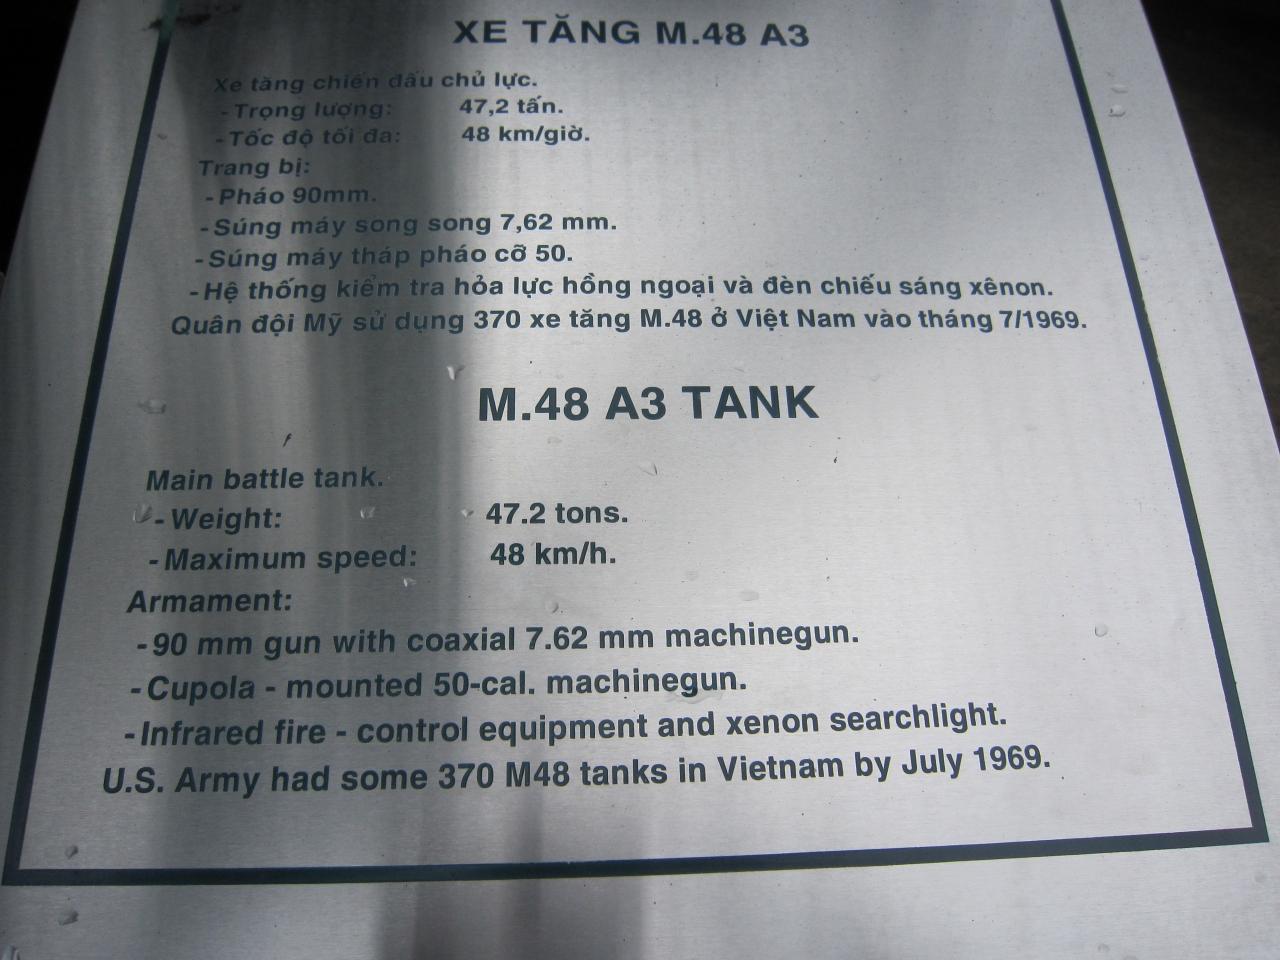 XE TĂNG M.48 A3
Xe tăng chiến đấu chủ lực.
- Trọng lượng: 47,2 tấn.
- Tốc độ tối đa: 48 km/giờ.
Trang bị:
- Pháo 90mm.
- Súng máy song song 7,62 mm.
- Súng máy tháp pháo cỡ 50.
- Hệ thống kiểm tra hỏa lực hồng ngoại và đèn chiếu sáng xênon.
Quân đội Mỹ sử dụng 370 xe tăng M.48 ở Việt Nam vào tháng 7/1969.
M.48 A3 TANK
Main battle tank.
- Weight: 47.2 tons.
- Maximum speed: 48 km/h.
Armament:
- 90 mm gun with coaxial 7.62 mm machinegun.
- Cupola - mounted 50-cal. machinegun.
- Infrared fire - control equipment and xenon searchlight.
U.S. Army had some 370 M48 tanks in Vietnam by July 1969.